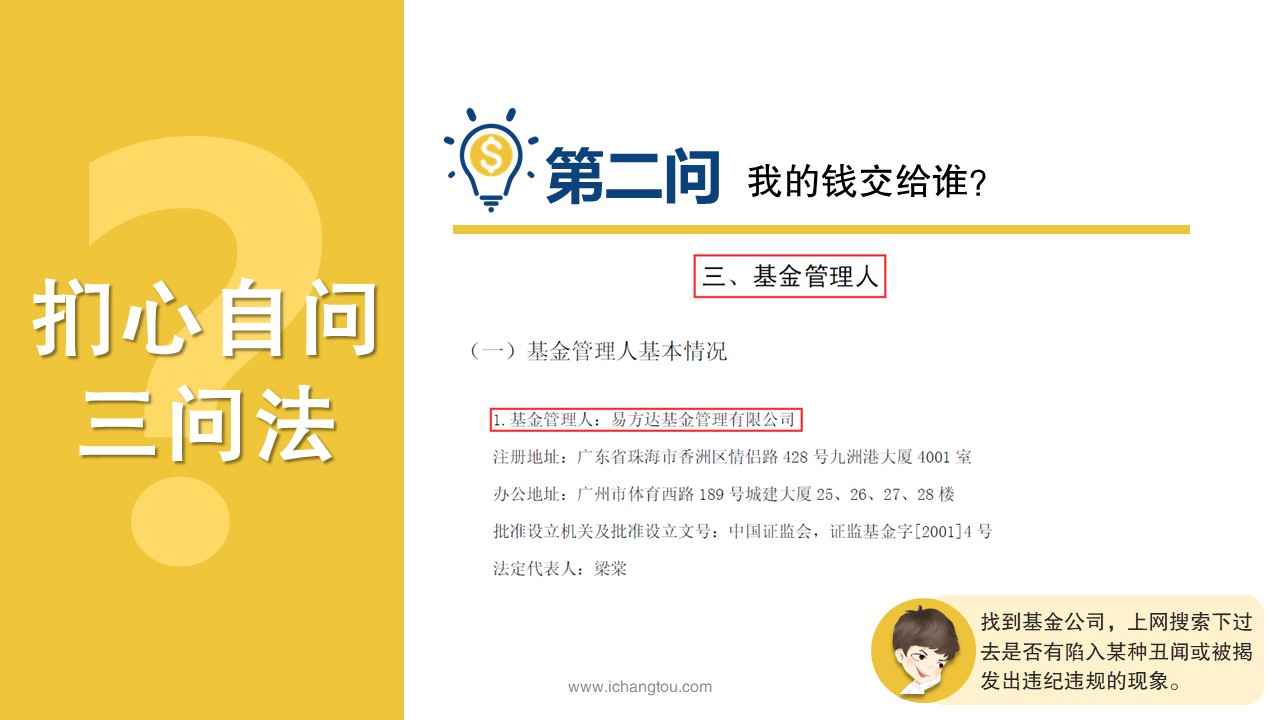 扪心自问
三问法
第二问 我的钱交给谁?
三、基金管理人
（一）基金管理人基本情况
1.基金管理人：易方达基金管理有限公司
注册地址：广东省珠海市香洲区情侣路 428 号九洲港大厦 4001 室
办公地址：广州市体育西路 189 号城建大厦 25、26、27、28 楼
批准设立机关及批准设立文号：中国证监会，证监基金字[2001]4 号
法定代表人：梁棠
找到基金公司，上网搜索下过
去是否有陷入某种丑闻或被揭
发出违纪违规的现象。
www.ichangtou.com